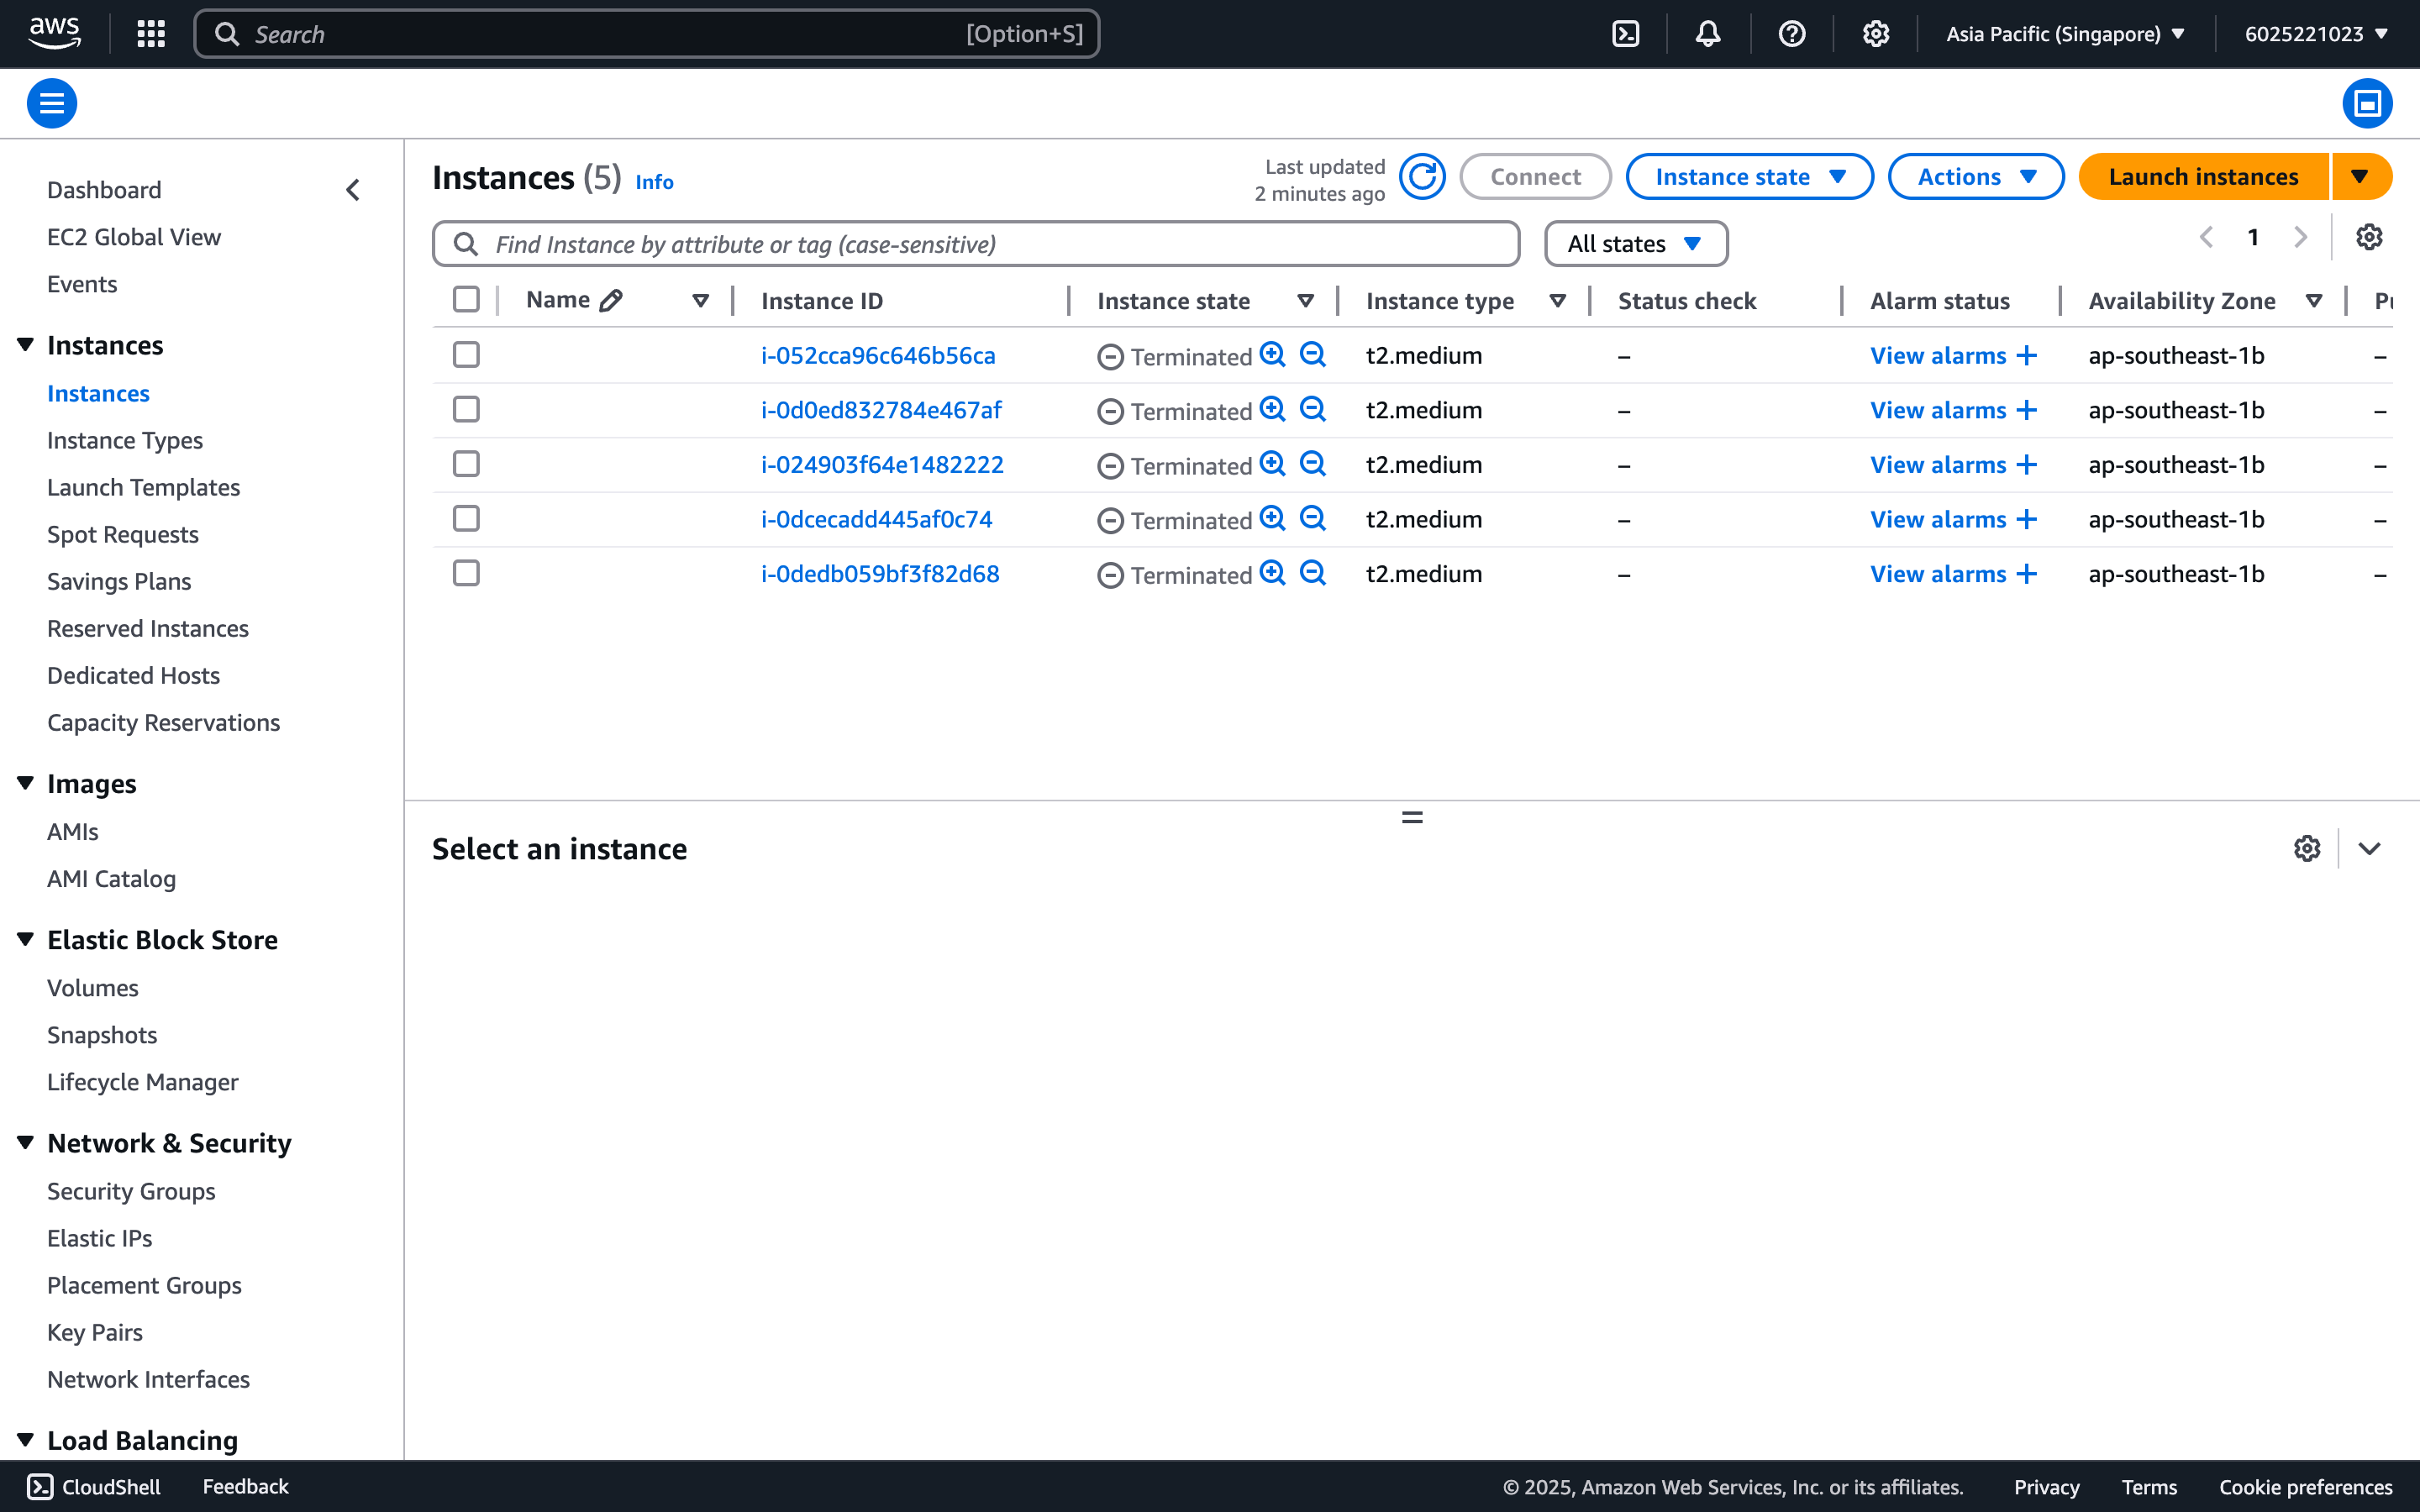 aws
Search [Option+S]
Asia Pacific (Singapore)
6025221023
Dashboard
EC2 Global View
Events
Instances
Instances
Instance Types
Launch Templates
Spot Requests
Savings Plans
Reserved Instances
Dedicated Hosts
Capacity Reservations
Images
AMIs
AMI Catalog
Elastic Block Store
Volumes
Snapshots
Lifecycle Manager
Network & Security
Security Groups
Elastic IPs
Placement Groups
Key Pairs
Network Interfaces
Load Balancing
Instances (5) Info
Last updated
2 minutes ago
Connect
Instance state
Actions
Launch instances
Find Instance by attribute or tag (case-sensitive)
All states
1
Name Instance ID Instance state Instance type Status check Alarm status Availability Zone
i-052cca96c646b56ca Terminated t2.medium – View alarms + ap-southeast-1b –
i-0d0ed832784e467af Terminated t2.medium – View alarms + ap-southeast-1b –
i-024903f64e1482222 Terminated t2.medium – View alarms + ap-southeast-1b –
i-0dcecadd445af0c74 Terminated t2.medium – View alarms + ap-southeast-1b –
i-0dedb059bf3f82d68 Terminated t2.medium – View alarms + ap-southeast-1b –
Select an instance
CloudShell Feedback © 2025, Amazon Web Services, Inc. or its affiliates. Privacy Terms Cookie preferences